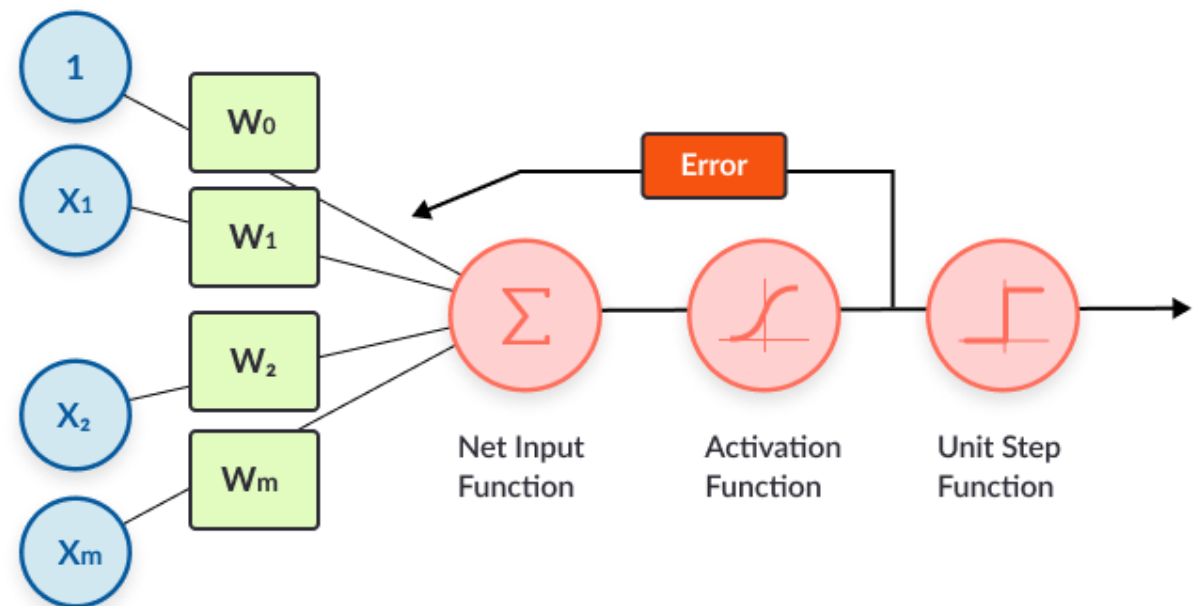 1
W₀
X₁
W₁
Error
Σ
W₂
X₂
Wₘ
Xₘ
Net Input
Function
Activation
Function
Unit Step
Function